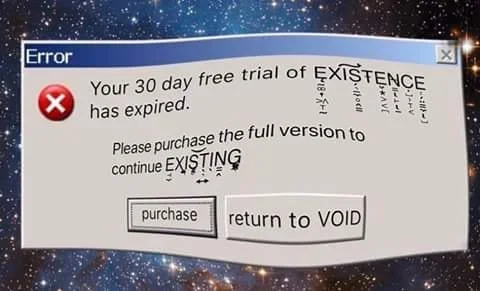 Error
Your 30 day free trial of EXISTENCE
has expired.
Please purchase the full version to
continue EXISTING
purchase
return to VOID